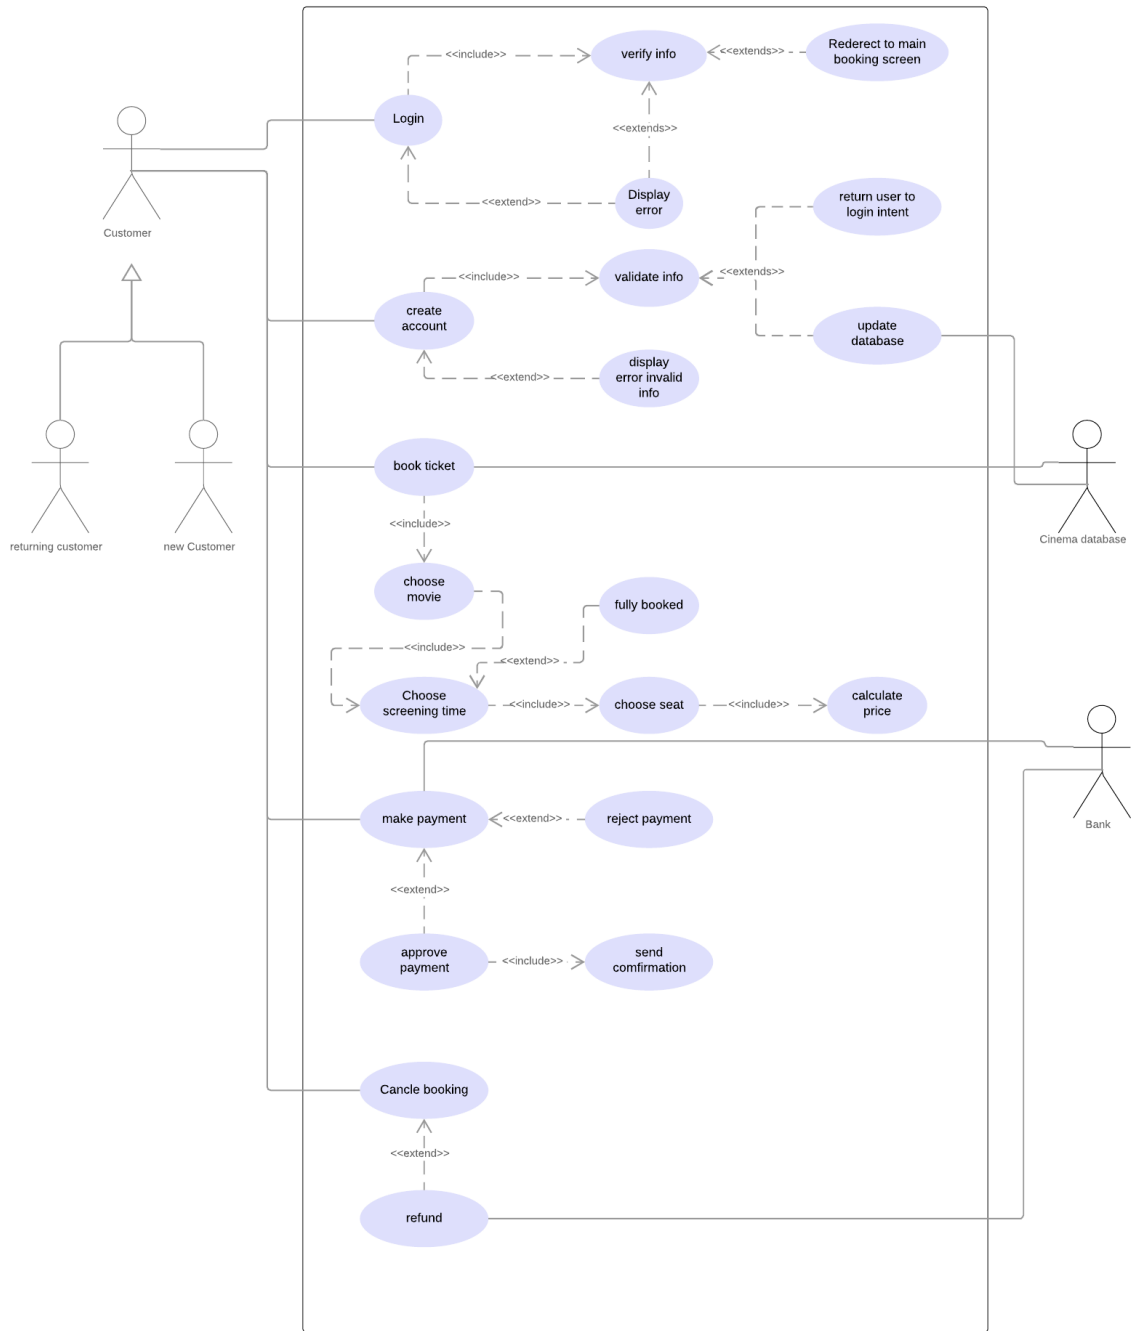 <<include>>
verify info
<<extends>>
Rederect to main
booking screen
Login
<<extends>>
<<extend>>
Display
error
return user to
login intent
Customer
<<include>>
validate info
<<extends>>
create
account
update
database
<<extend>>
display
error invalid
info
book ticket
returning customer
new Customer
Cinema database
<<include>>
choose
movie
fully booked
<<include>>
<<extend>>
Choose
screening time
<<include>>
choose seat
<<include>>
calculate
price
make payment
<<extend>>
reject payment
Bank
<<extend>>
approve
payment
<<include>>
send
comfirmation
Cancle booking
<<extend>>
refund